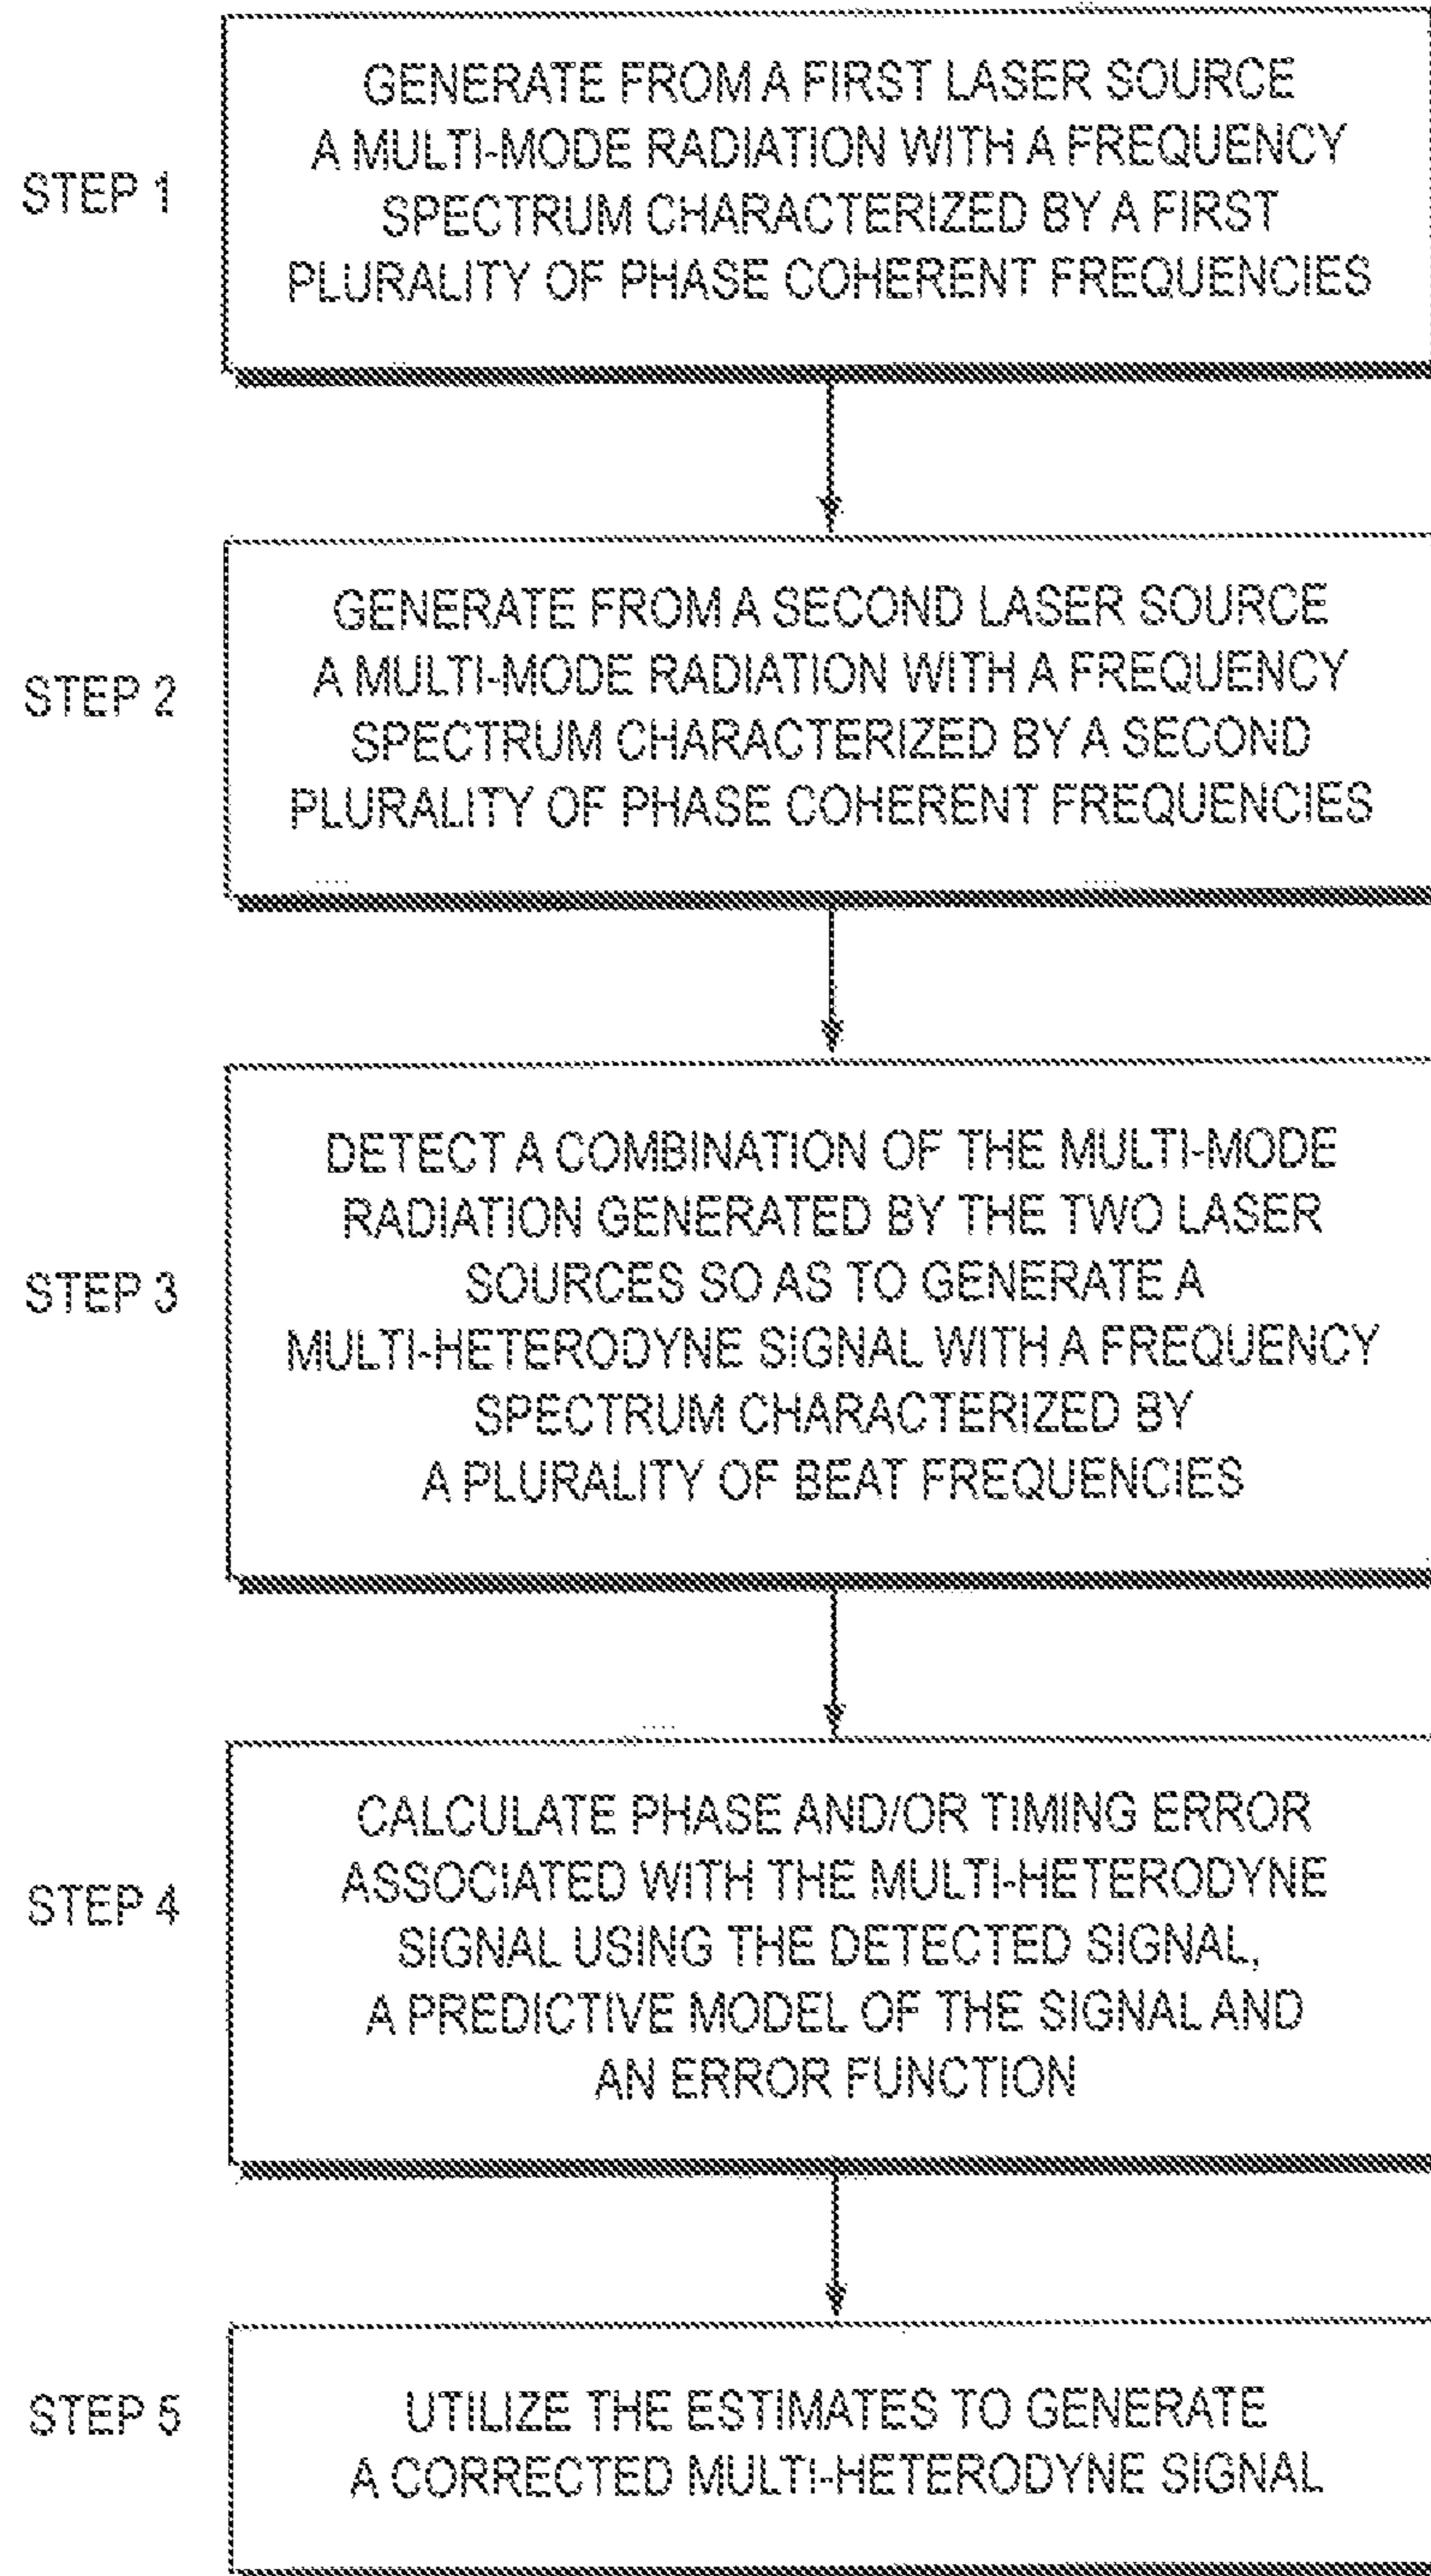 STEP 1
GENERATE FROM A FIRST LASER SOURCE
A MULTI-MODE RADIATION WITH A FREQUENCY
SPECTRUM CHARACTERIZED BY A FIRST
PLURALITY OF PHASE COHERENT FREQUENCIES
STEP 2
GENERATE FROM A SECOND LASER SOURCE
A MULTI-MODE RADIATION WITH A FREQUENCY
SPECTRUM CHARACTERIZED BY A SECOND
PLURALITY OF PHASE COHERENT FREQUENCIES
STEP 3
DETECT A COMBINATION OF THE MULTI-MODE
RADIATION GENERATED BY THE TWO LASER
SOURCES SO AS TO GENERATE A
MULTI-HETERODYNE SIGNAL WITH A FREQUENCY
SPECTRUM CHARACTERIZED BY
A PLURALITY OF BEAT FREQUENCIES
STEP 4
CALCULATE PHASE AND/OR TIMING ERROR
ASSOCIATED WITH THE MULTI-HETERODYNE
SIGNAL USING THE DETECTED SIGNAL,
A PREDICTIVE MODEL OF THE SIGNAL AND
AN ERROR FUNCTION
STEP 5
UTILIZE THE ESTIMATES TO GENERATE
A CORRECTED MULTI-HETERODYNE SIGNAL